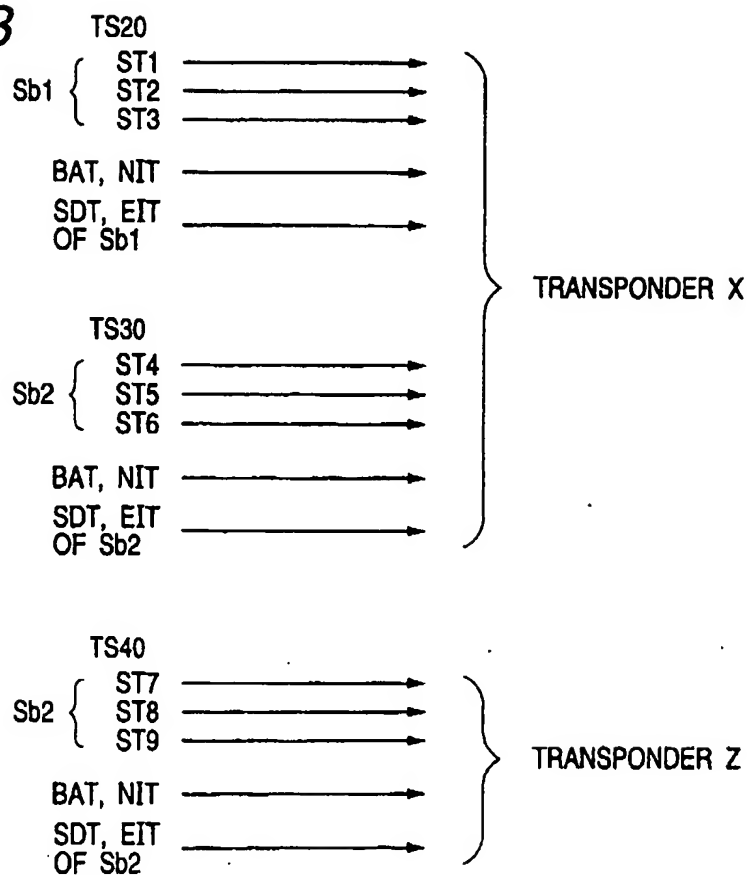 3
TS20
Sb1 { ST1
ST2
ST3
BAT, NIT
SDT, EIT
OF Sb1
TRANSPONDER X
TS30
Sb2 { ST4
ST5
ST6
BAT, NIT
SDT, EIT
OF Sb2
TS40
Sb2 { ST7
ST8
ST9
TRANSPONDER Z
BAT, NIT
SDT, EIT
OF Sb2